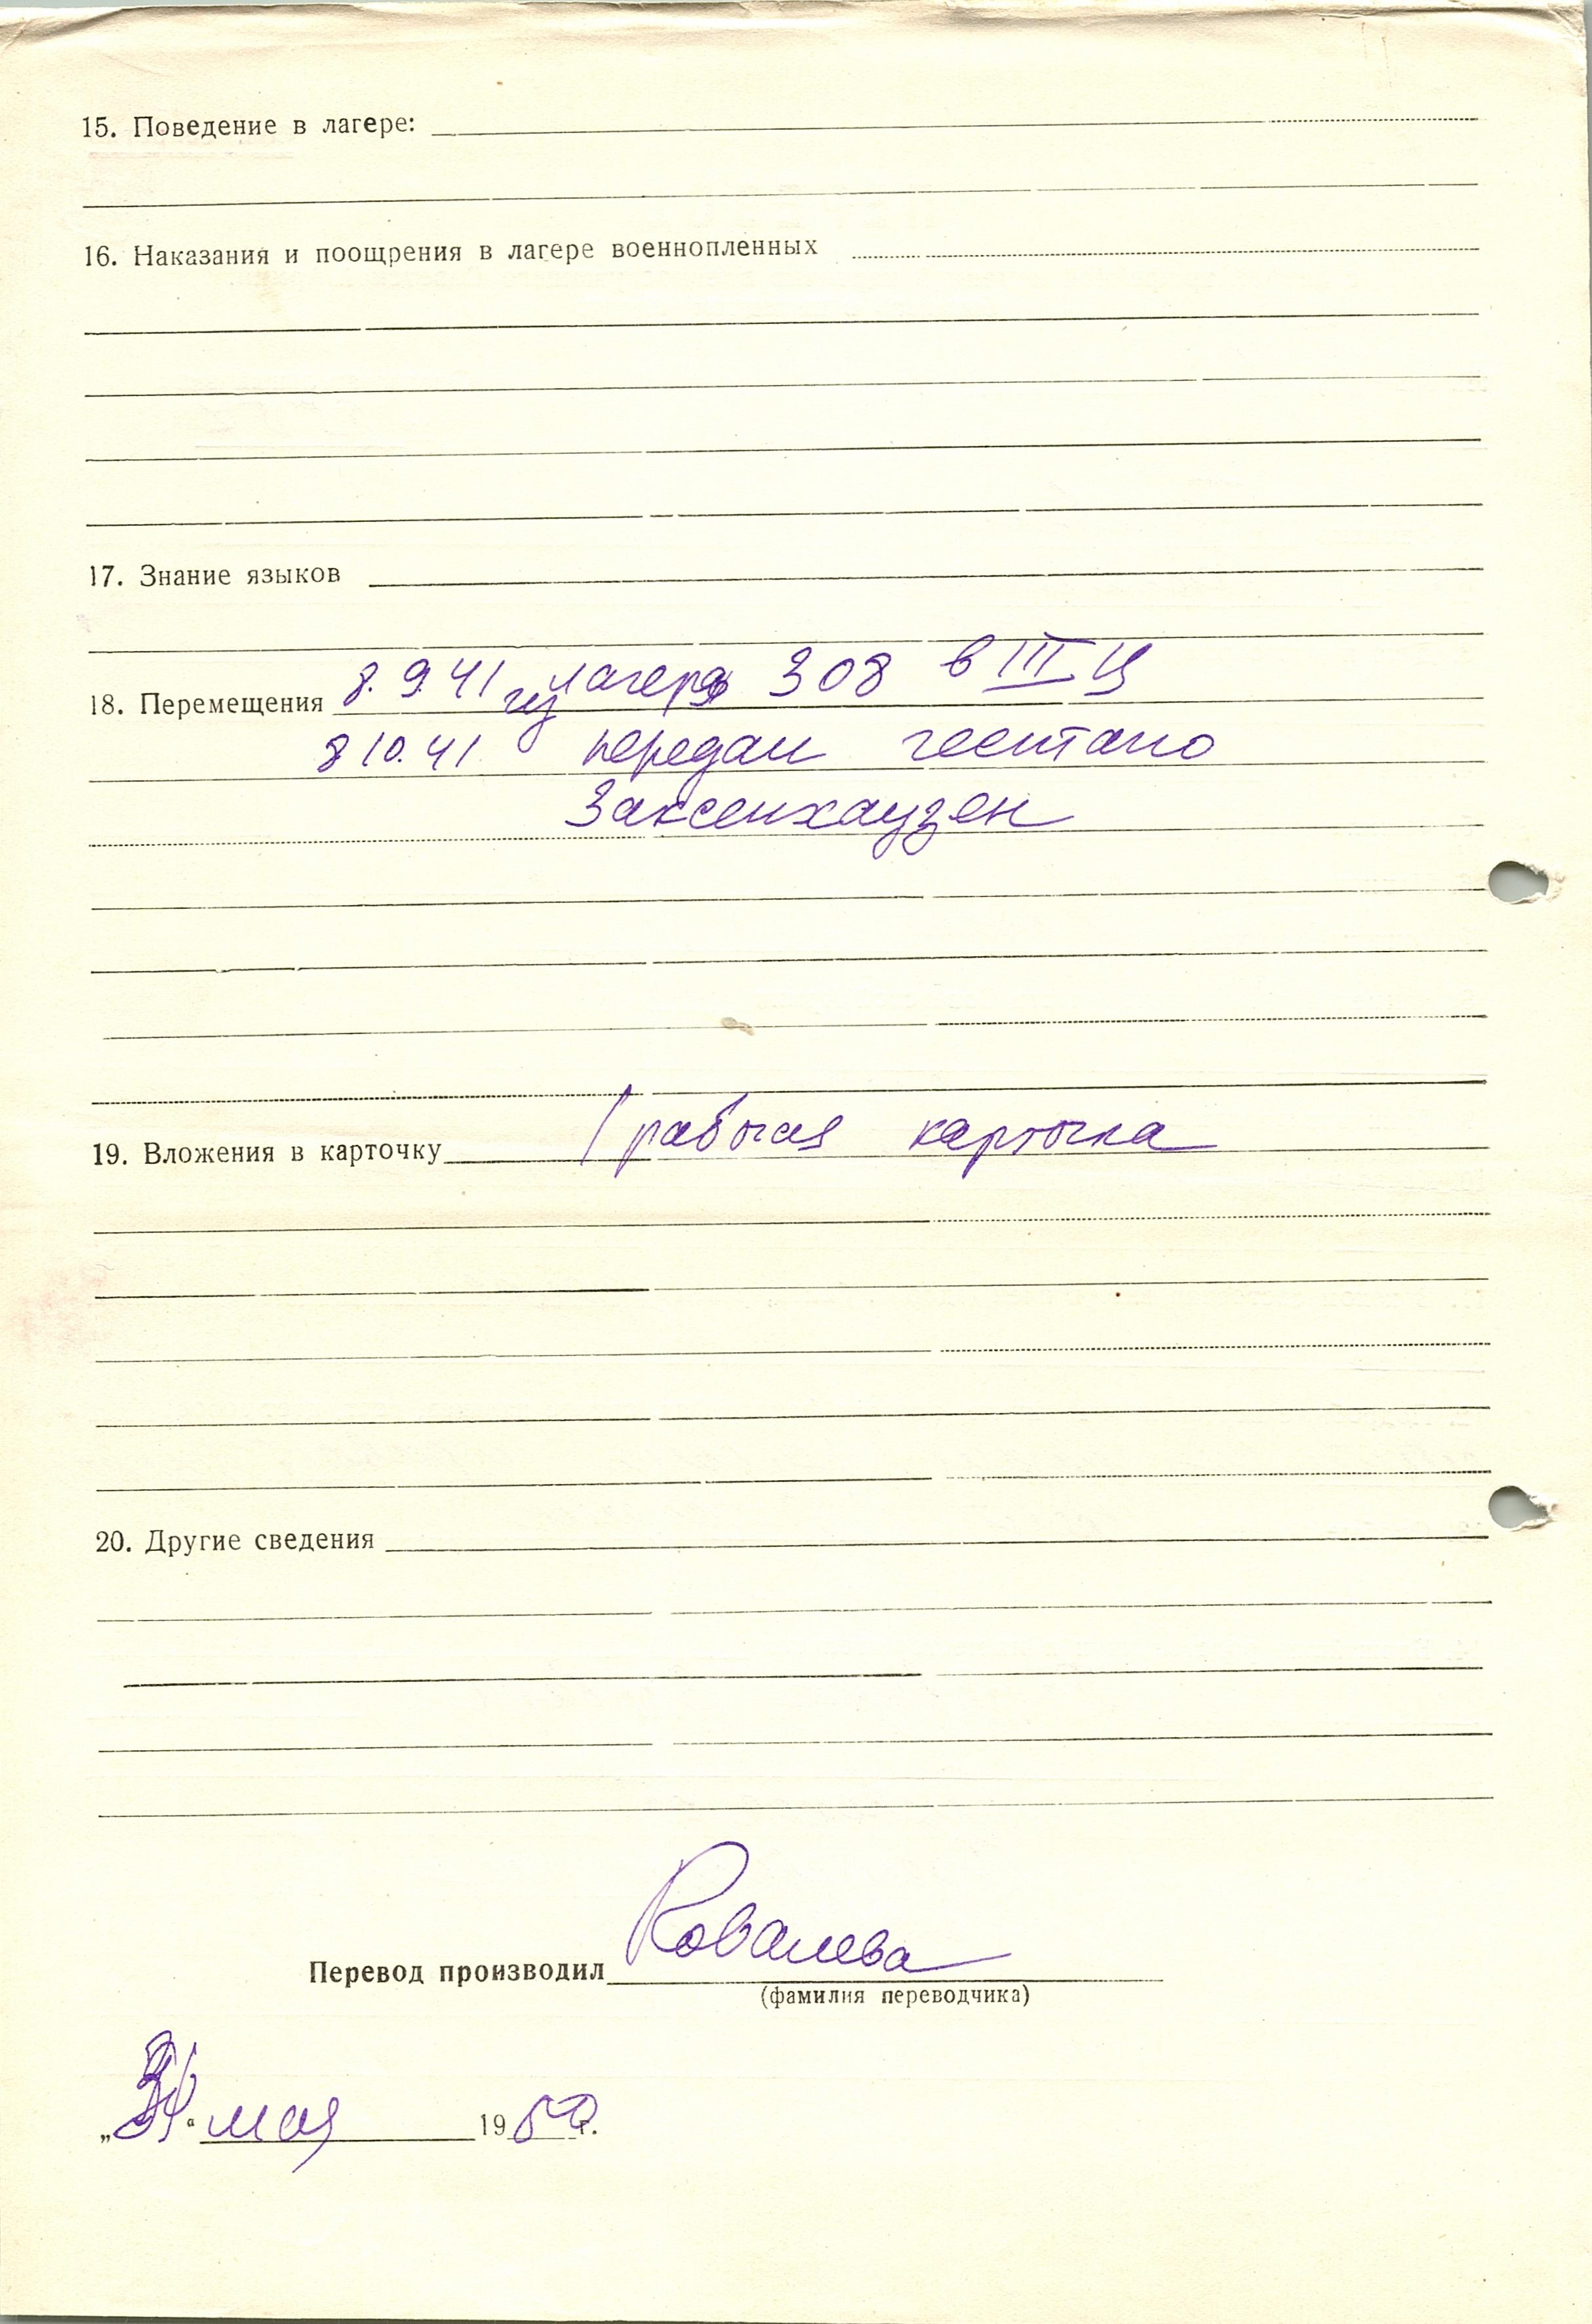 15. Поведение в лагере:
16. Наказания и поощрения в лагере военнопленных
17. Знание языков
18. Перемещения 8.9.41 из лагеря 308 в III Ц
8 10.41 передан гестапо
Заксенхаузен
19. Вложения в карточку 1 рабочая карточка
20. Другие сведения
Перевод производил Ковалева
(фамилия переводчика)
„31“ мая 1950 г.